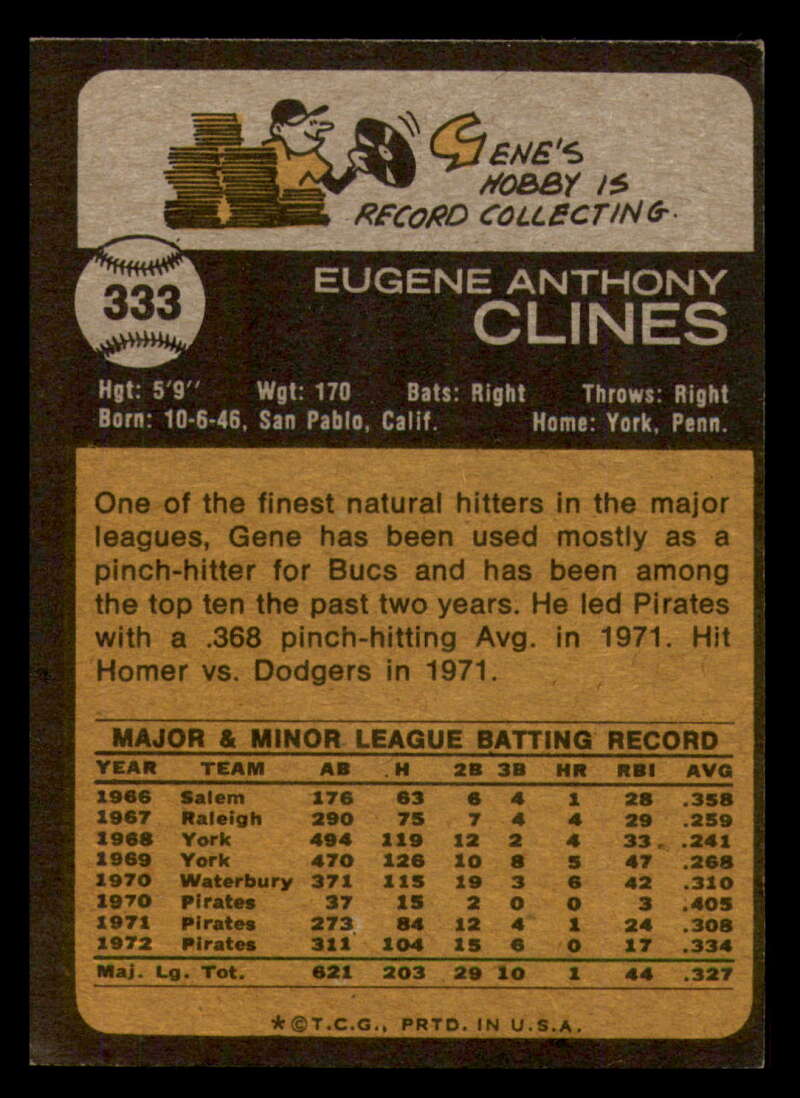 GENE'S
HOBBY IS
RECORD COLLECTING.
333
EUGENE ANTHONY
CLINES
Hgt: 5'9" Wgt: 170 Bats: Right Throws: Right
Born: 10-6-46, San Pablo, Calif. Home: York, Penn.
One of the finest natural hitters in the major
leagues, Gene has been used mostly as a
pinch-hitter for Bucs and has been among
the top ten the past two years. He led Pirates
with a .368 pinch-hitting Avg. in 1971. Hit
Homer vs. Dodgers in 1971.
MAJOR & MINOR LEAGUE BATTING RECORD
YEAR TEAM AB H 2B 3B HR RBI AVG
1966 Salem 176 63 6 4 1 28 .358
1967 Raleigh 290 75 7 4 4 29 .259
1968 York 494 119 12 2 4 33 .241
1969 York 470 126 10 8 5 47 .268
1970 Waterbury 371 115 19 3 6 42 .310
1970 Pirates 37 15 2 0 0 3 .405
1971 Pirates 273 84 12 4 1 24 .308
1972 Pirates 311 104 15 6 0 17 .334
Maj. Lg. Tot. 621 203 29 10 1 44 .327
*©T.C.G., PRTD. IN U.S.A.